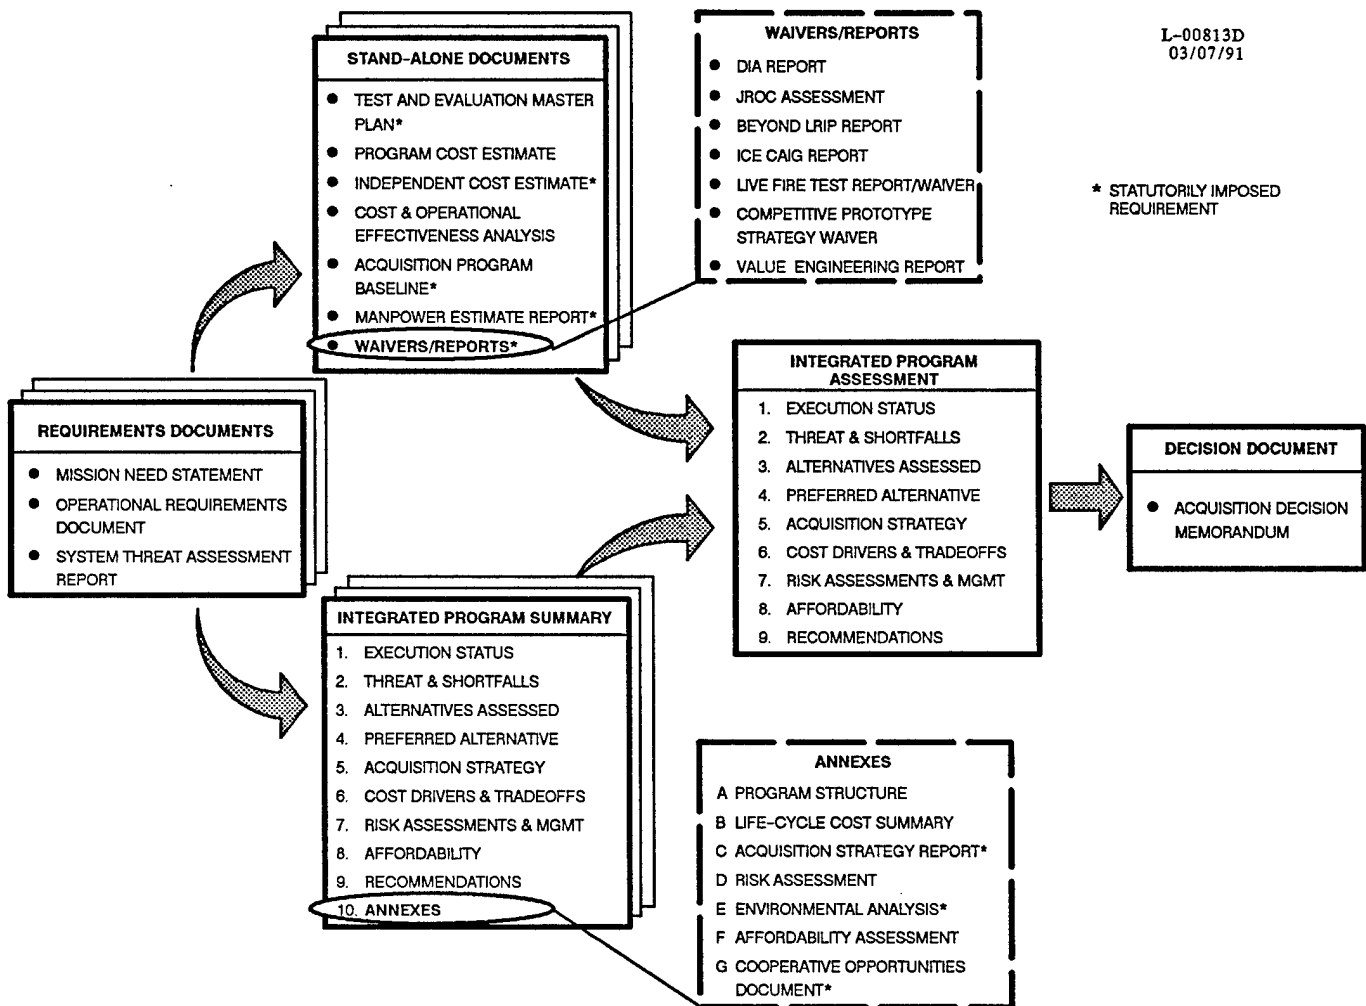 L-00813D
03/07/91
* STATUTORILY IMPOSED
REQUIREMENT
STAND-ALONE DOCUMENTS
● TEST AND EVALUATION MASTER
PLAN*
● PROGRAM COST ESTIMATE
● INDEPENDENT COST ESTIMATE*
● COST & OPERATIONAL
EFFECTIVENESS ANALYSIS
● ACQUISITION PROGRAM
BASELINE*
● MANPOWER ESTIMATE REPORT*
● WAIVERS/REPORTS*
WAIVERS/REPORTS
● DIA REPORT
● JROC ASSESSMENT
● BEYOND LRIP REPORT
● ICE CAIG REPORT
● LIVE FIRE TEST REPORT/WAIVER
● COMPETITIVE PROTOTYPE
STRATEGY WAIVER
● VALUE ENGINEERING REPORT
REQUIREMENTS DOCUMENTS
● MISSION NEED STATEMENT
● OPERATIONAL REQUIREMENTS
DOCUMENT
● SYSTEM THREAT ASSESSMENT
REPORT
INTEGRATED PROGRAM SUMMARY
1. EXECUTION STATUS
2. THREAT & SHORTFALLS
3. ALTERNATIVES ASSESSED
4. PREFERRED ALTERNATIVE
5. ACQUISITION STRATEGY
6. COST DRIVERS & TRADEOFFS
7. RISK ASSESSMENTS & MGMT
8. AFFORDABILITY
9. RECOMMENDATIONS
10. ANNEXES
INTEGRATED PROGRAM
ASSESSMENT
1. EXECUTION STATUS
2. THREAT & SHORTFALLS
3. ALTERNATIVES ASSESSED
4. PREFERRED ALTERNATIVE
5. ACQUISITION STRATEGY
6. COST DRIVERS & TRADEOFFS
7. RISK ASSESSMENTS & MGMT
8. AFFORDABILITY
9. RECOMMENDATIONS
DECISION DOCUMENT
● ACQUISITION DECISION
MEMORANDUM
ANNEXES
A PROGRAM STRUCTURE
B LIFE-CYCLE COST SUMMARY
C ACQUISITION STRATEGY REPORT*
D RISK ASSESSMENT
E ENVIRONMENTAL ANALYSIS*
F AFFORDABILITY ASSESSMENT
G COOPERATIVE OPPORTUNITIES
DOCUMENT*